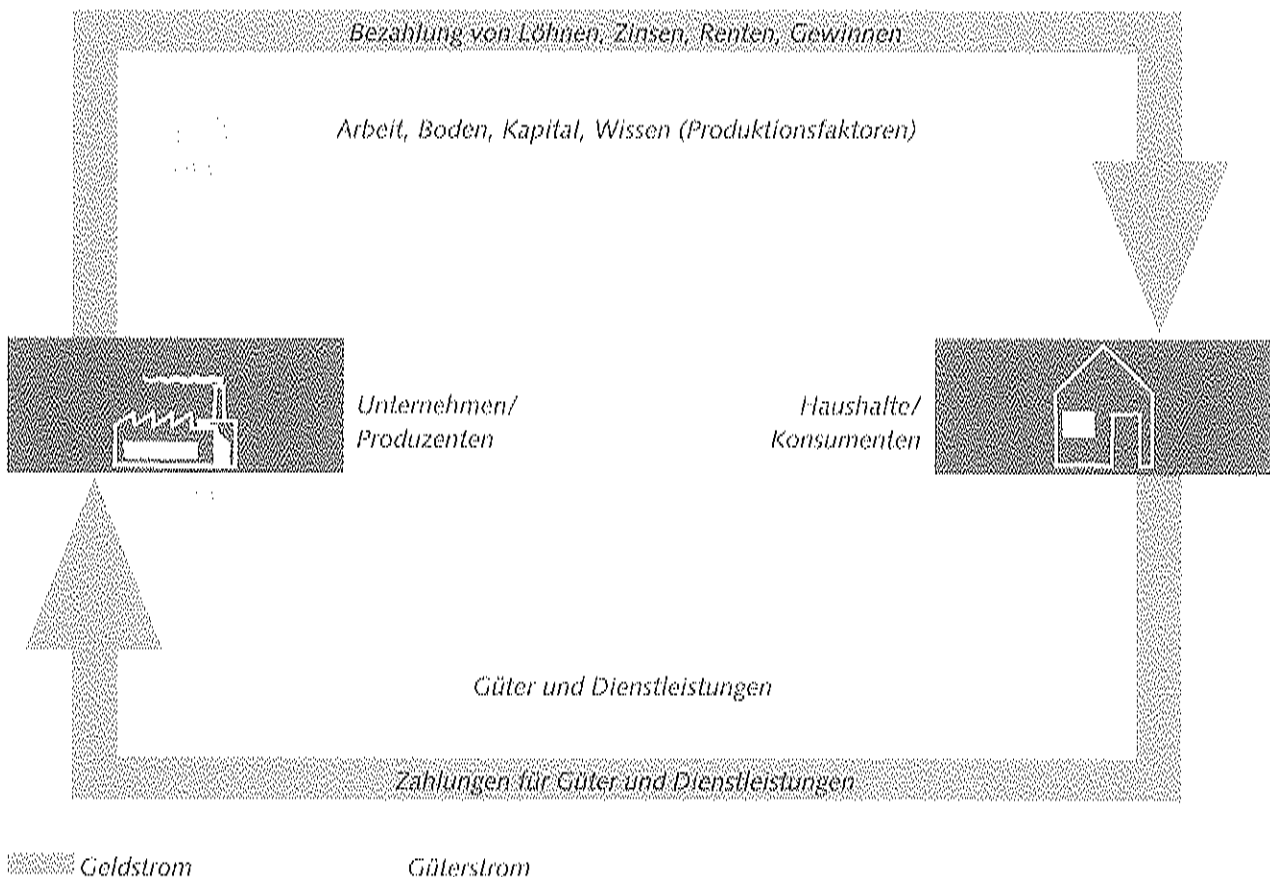 Bezahlung von Löhnen, Zinsen, Renten, Gewinnen
Arbeit, Boden, Kapital, Wissen (Produktionsfaktoren)
Unternehmen/
Produzenten
Haushalte/
Konsumenten
Güter und Dienstleistungen
Zahlungen für Güter und Dienstleistungen
Geldstrom
Güterstrom